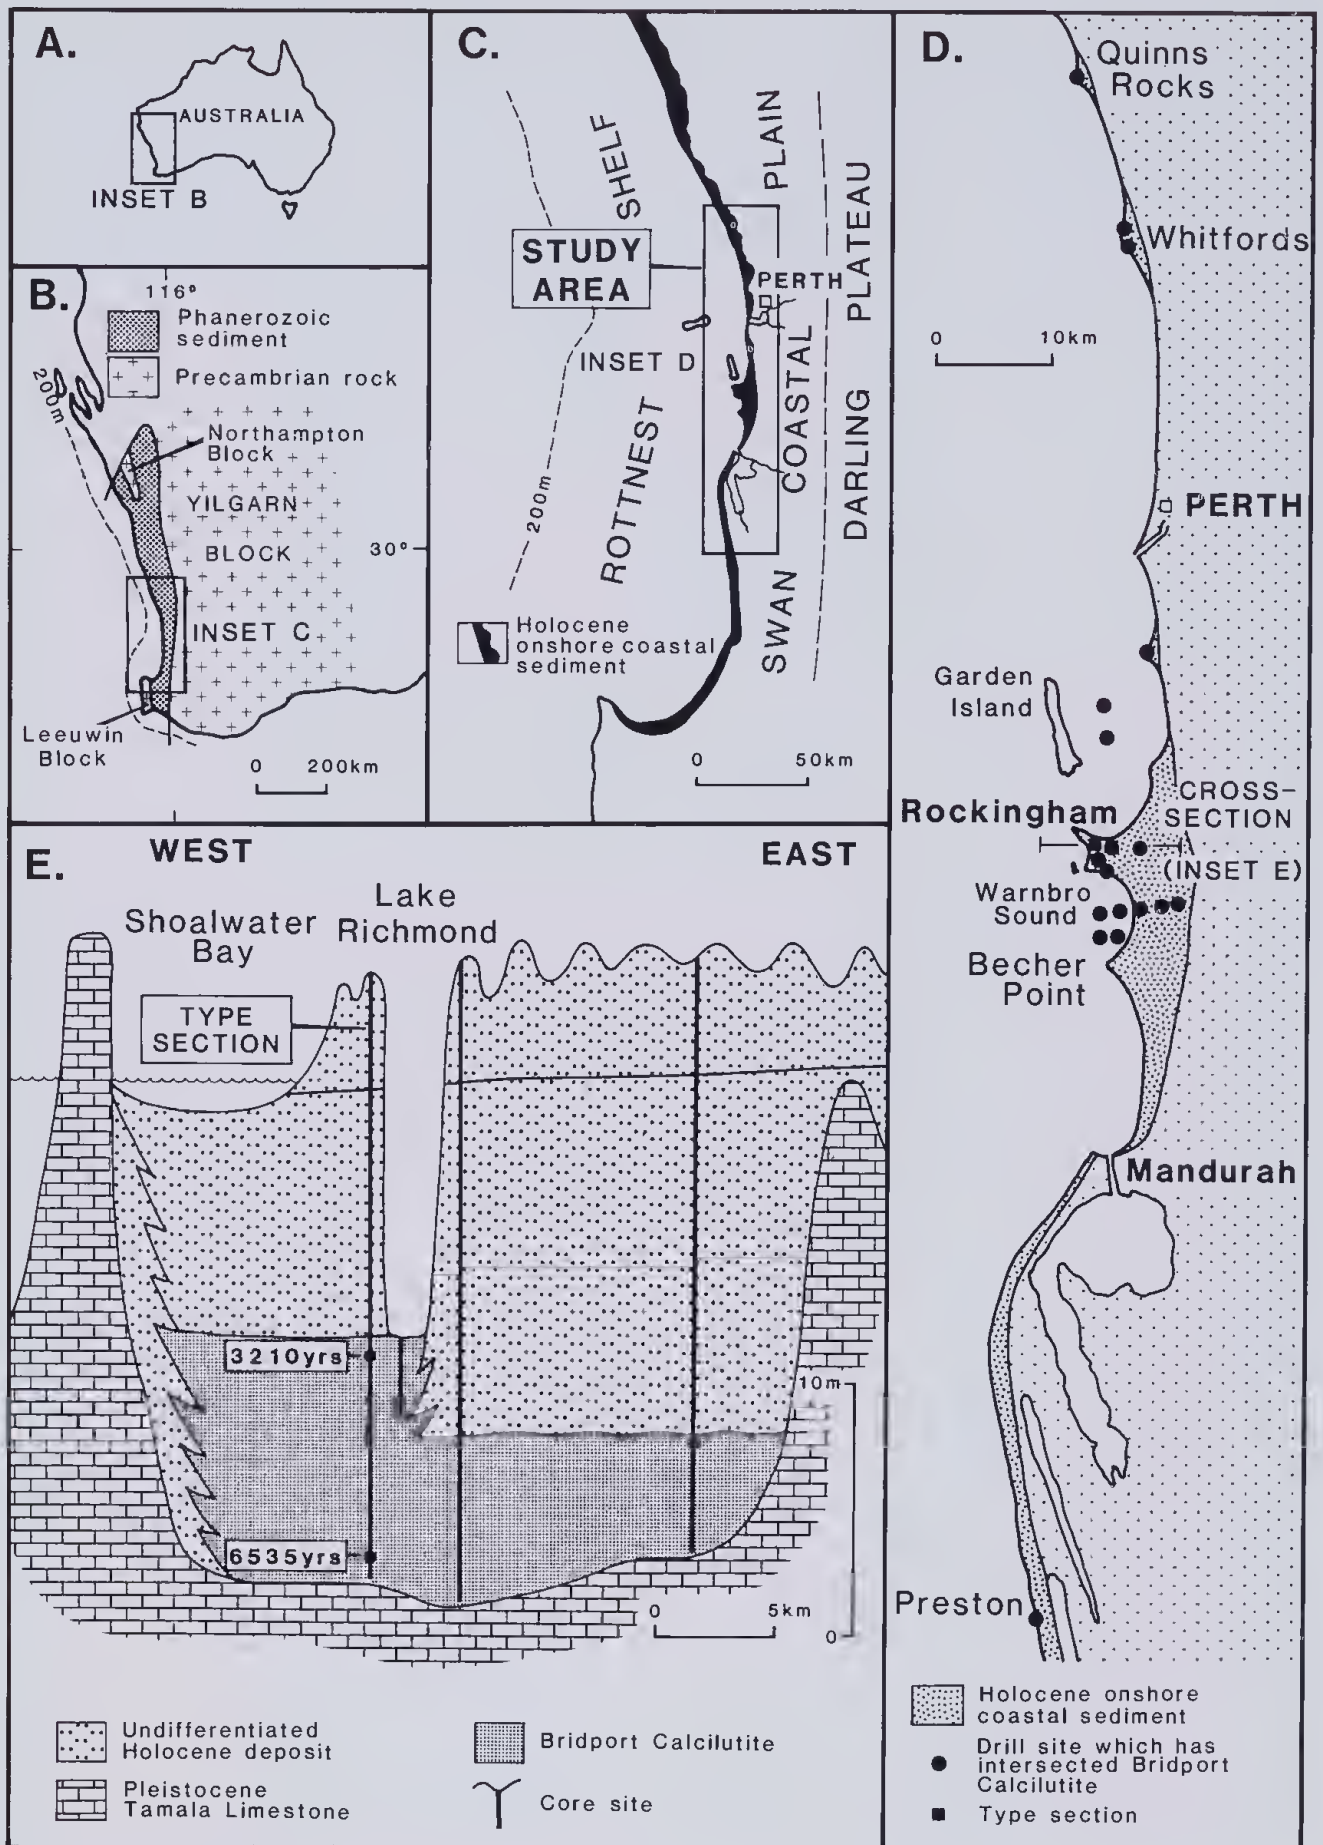 A.
AUSTRALIA
INSET B
B.
116°
Phanerozoic
sediment
Precambrian rock
200m
Northampton
Block
YILGARN
BLOCK
30°
INSET C
Leeuwin
Block
0 200km
C.
SHELF
PLAIN
STUDY
AREA
PERTH
PLATEAU
INSET D
COASTAL
ROTTNEST
200m
DARLING
SWAN
Holocene
onshore coastal
sediment
0 50km
D.
Quinns
Rocks
Whitfords
0 10km
PERTH
Garden
Island
CROSS-
SECTION
(INSET E)
Rockingham
Warnbro
Sound
Becher
Point
Mandurah
Preston
Holocene onshore
coastal sediment
Drill site which has
intersected Bridport
Calcilutite
Type section
E.
WEST
EAST
Shoalwater
Bay
Lake
Richmond
TYPE
SECTION
3210yrs
6535yrs
10m
0
0 5km
Undifferentiated
Holocene deposit
Bridport Calcilutite
Pleistocene
Tamala Limestone
Core site